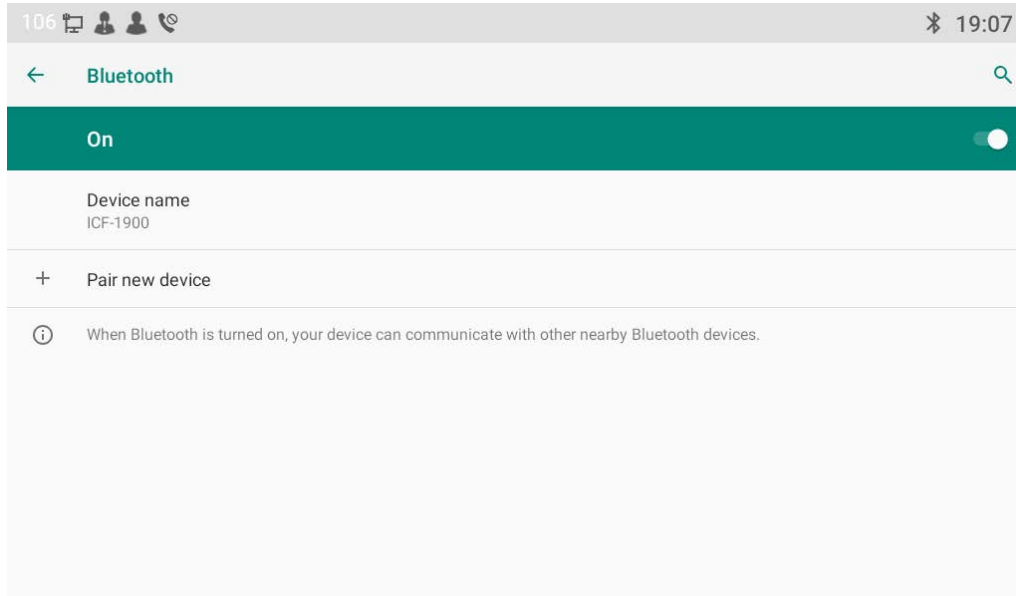 106 19:07
Bluetooth
On
Device name
ICF-1900
Pair new device
When Bluetooth is turned on, your device can communicate with other nearby Bluetooth devices.